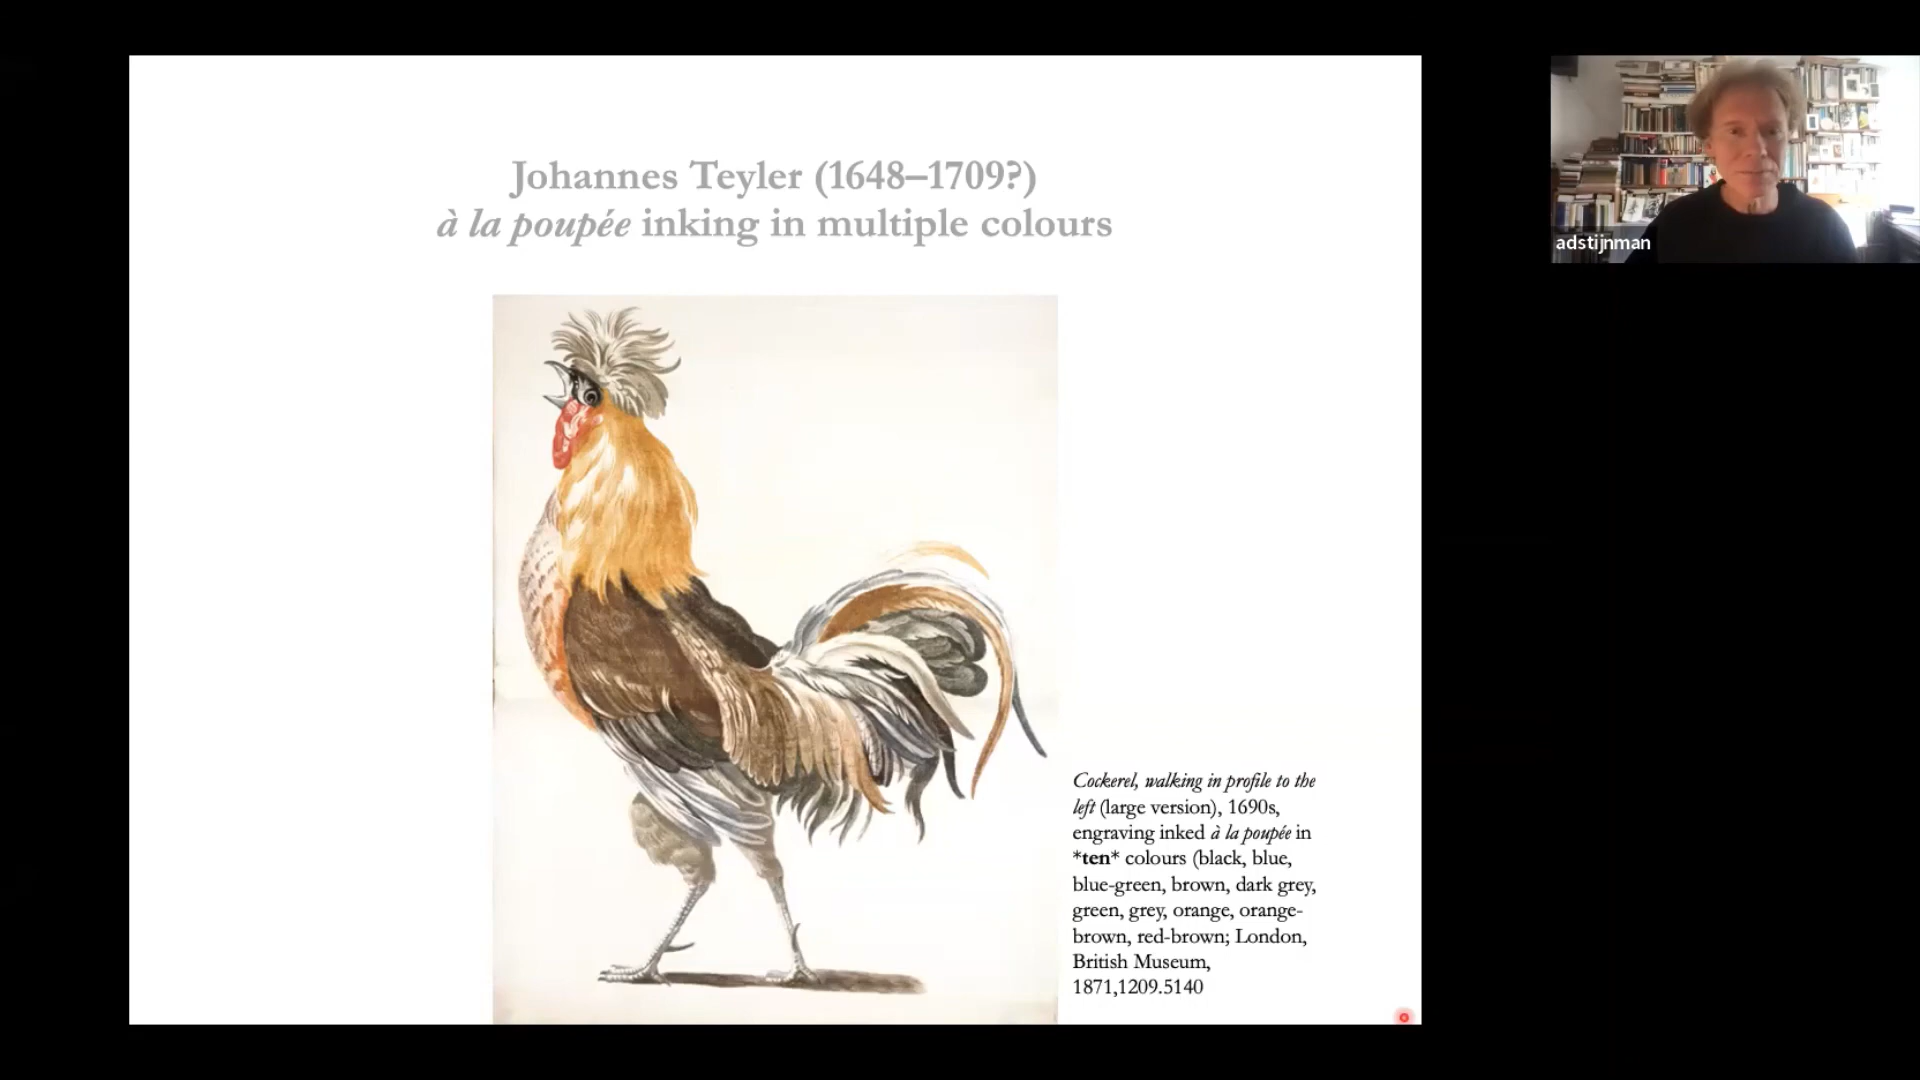 Johannes Teyler (1648–1709?)
à la poupée inking in multiple colours
adstijnman
Cockerel, walking in profile to the
left (large version), 1690s,
engraving inked à la poupée in
*ten* colours (black, blue,
blue-green, brown, dark grey,
green, grey, orange, orange-
brown, red-brown; London,
British Museum,
1871,1209.5140